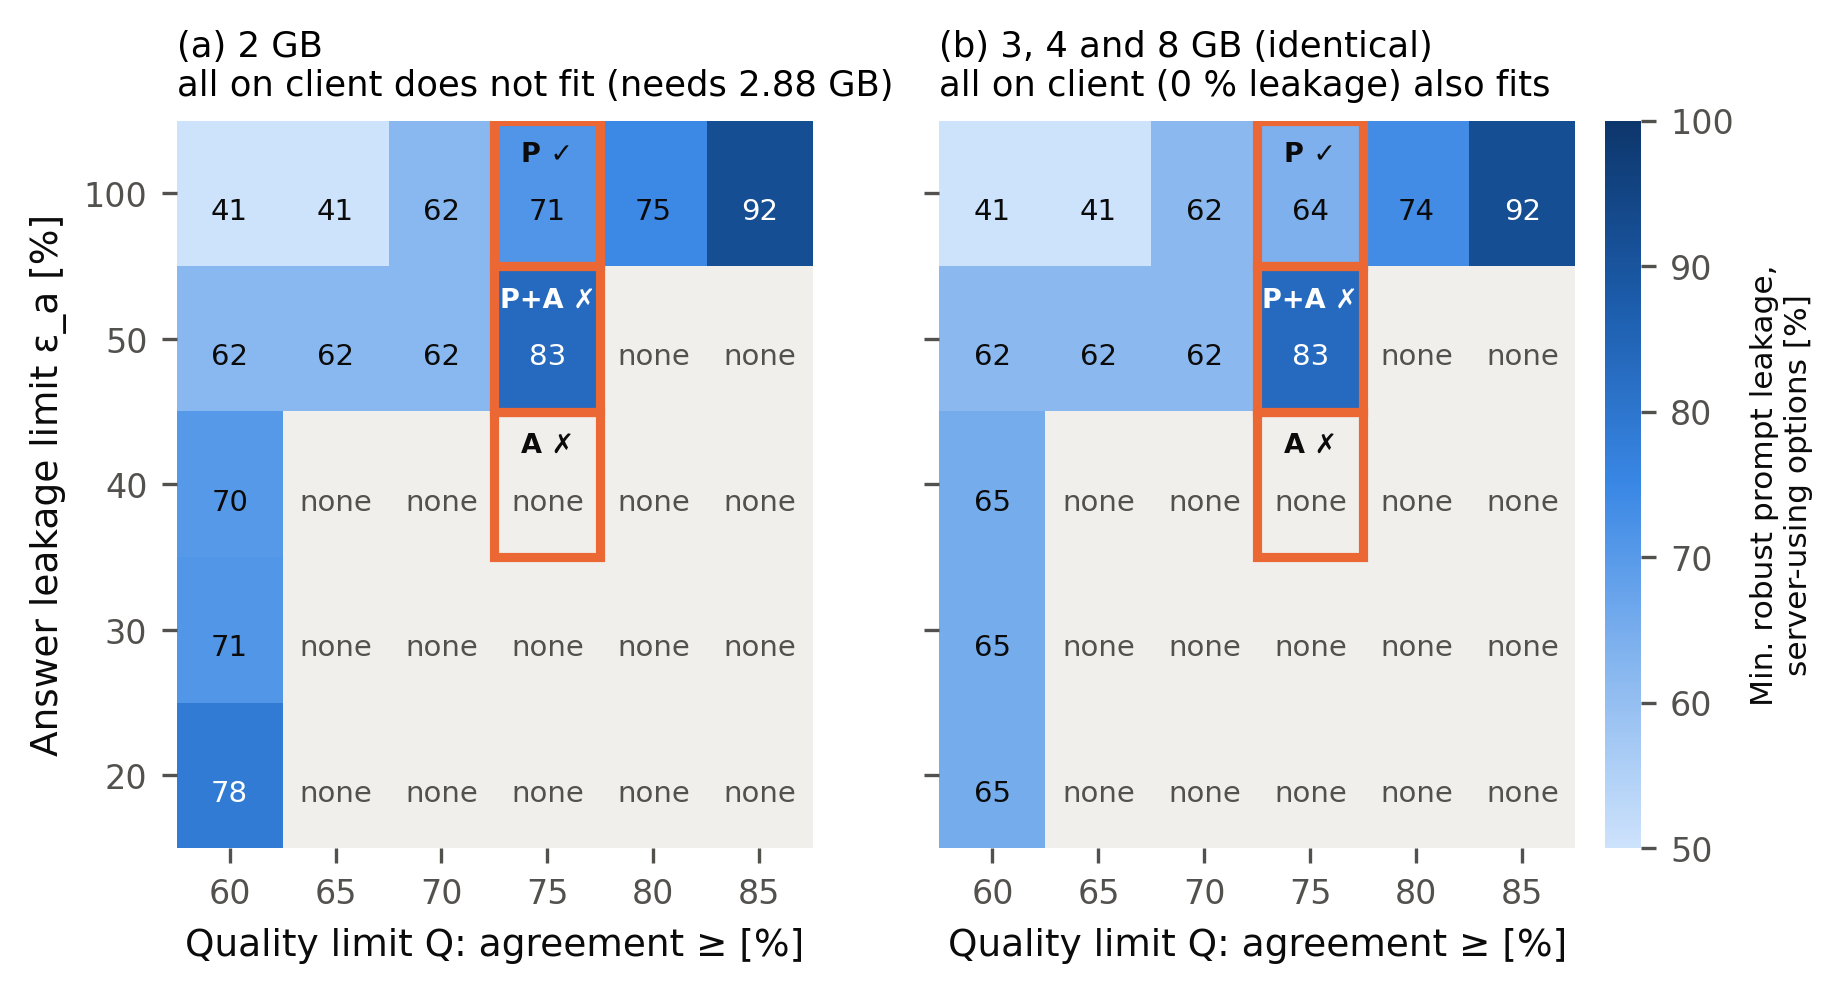 (a) 2 GB
all on client does not fit (needs 2.88 GB)
(b) 3, 4 and 8 GB (identical)
all on client (0 % leakage) also fits
Answer leakage limit ε_a [%]
100
50
40
30
20
P ✓
41 41 62 71 75 92
P+A ✗
62 62 62 83 none none
A ✗
70 none none none none none
71 none none none none none
78 none none none none none
60 65 70 75 80 85
Quality limit Q: agreement ≥ [%]
P ✓
41 41 62 64 74 92
P+A ✗
62 62 62 83 none none
A ✗
65 none none none none none
65 none none none none none
65 none none none none none
60 65 70 75 80 85
Quality limit Q: agreement ≥ [%]
100
90
80
70
60
50
Min. robust prompt leakage,
server-using options [%]